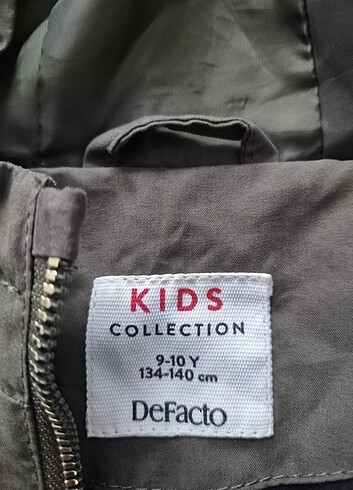 KIDS
COLLECTION
9-10 Y
134-140 cm
DeFacto